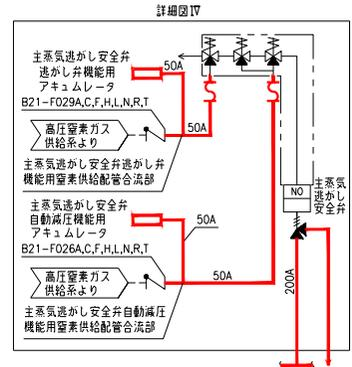 詳細図Ⅳ
主蒸気逃がし安全弁
逃がし弁機能用
アキュムレータ
50A
B21-F029A,C,F,H,L,N,R,T
高圧窒素ガス
供給系より
50A
主蒸気逃がし安全弁逃がし弁
機能用窒素供給配管合流部
主蒸気逃がし安全弁
自動減圧機能用
アキュムレータ
50A
B21-F026A,C,F,H,L,N,R,T
高圧窒素ガス
供給系より
50A
主蒸気逃がし安全弁自動減圧
機能用窒素供給配管合流部
NO
主蒸気
逃がし
安全弁
200A